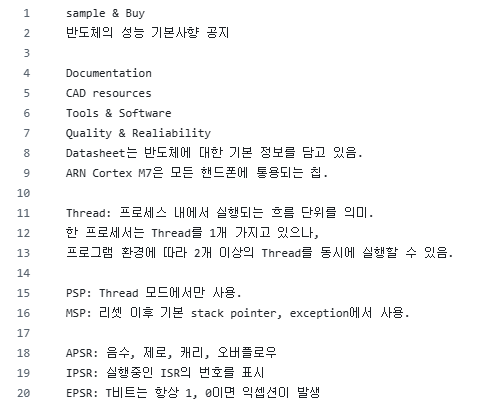 1 sample & Buy
2 반도체의 성능 기본사향 공지
3
4 Documentation
5 CAD resources
6 Tools & Software
7 Quality & Realiability
8 Datasheet는 반도체에 대한 기본 정보를 담고 있음.
9 ARN Cortex M7은 모든 핸드폰에 통용되는 칩.
10
11 Thread: 프로세스 내에서 실행되는 흐름 단위를 의미.
12 한 프로세서는 Thread를 1개 가지고 있으나,
13 프로그램 환경에 따라 2개 이상의 Thread를 동시에 실행할 수 있음.
14
15 PSP: Thread 모드에서만 사용.
16 MSP: 리셋 이후 기본 stack pointer, exception에서 사용.
17
18 APSR: 음수, 제로, 캐리, 오버플로우
19 IPSR: 실행중인 ISR의 번호를 표시
20 EPSR: T비트는 항상 1, 0이면 익셉션이 발생